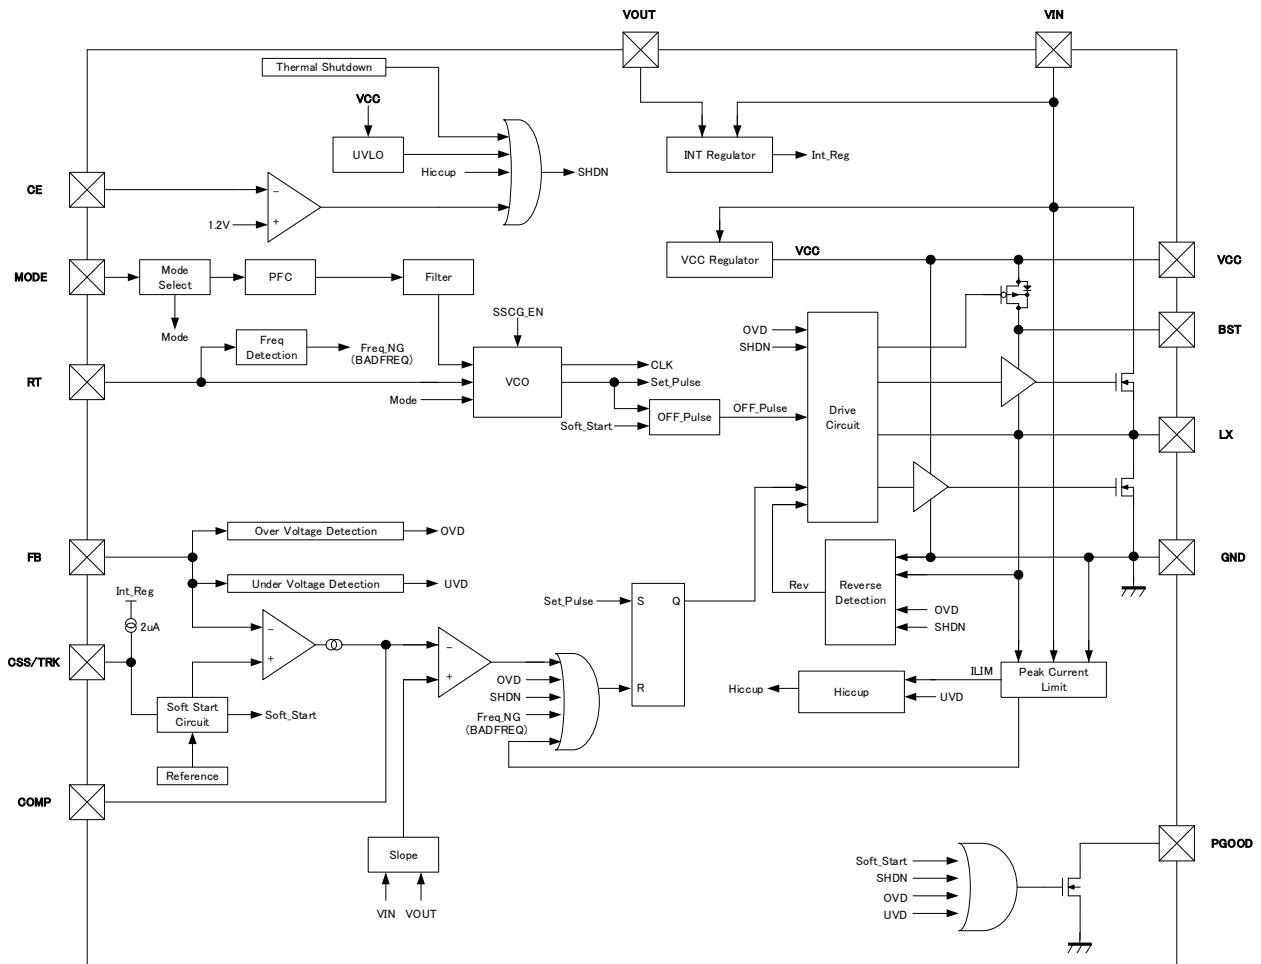 VOUT
VIN
Thermal Shutdown
VCC
UVLO
INT Regulator
Int_Reg
Hiccup
SHDN
CE
−
1.2V
+
VCC Regulator
VCC
VCC
MODE
Mode
Select
PFC
Filter
Mode
SSCG_EN
OVD
SHDN
BST
Freq
Detection
Freq_NG
(BADFREQ)
CLK
RT
VCO
Set_Pulse
Mode
OFF_Pulse
OFF_Pulse
Soft_Start
Drive
Circuit
LX
Over Voltage Detection
OVD
FB
GND
Under Voltage Detection
UVD
Rev
Reverse
Detection
Int_Reg
2uA
Set_Pulse
S
Q
OVD
SHDN
−
+
CSS/TRK
−
+
ILIM
Peak Current
Limit
OVD
SHDN
R
Hiccup
Hiccup
UVD
Soft Start
Circuit
Soft_Start
Freq_NG
(BADFREQ)
Reference
COMP
Slope
VIN
VOUT
PGOOD
Soft_Start
SHDN
OVD
UVD